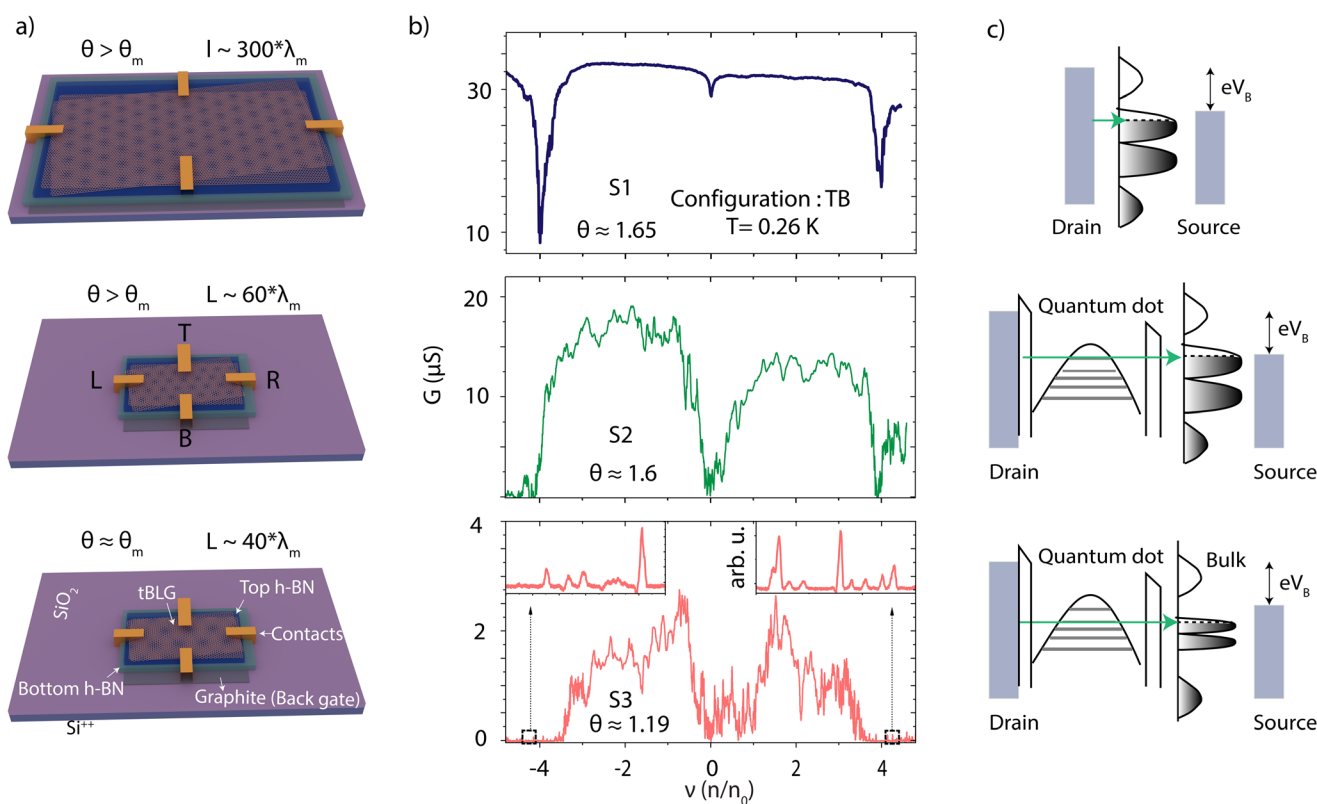 a)
θ > θm
l ~ 300*λm
θ > θm
L ~ 60*λm
T
L
R
B
θ ≈ θm
L ~ 40*λm
SiO2
tBLG
Top h-BN
Contacts
Bottom h-BN
Graphite (Back gate)
Si++
b)
30
10
S1
θ ≈ 1.65
Configuration : TB
T= 0.26 K
20
10
G (µS)
S2
θ ≈ 1.6
4
2
0
arb. u.
S3
θ ≈ 1.19
-4
-2
0
2
4
ν (n/n0)
c)
eVB
Drain
Source
Quantum dot
eVB
Drain
Source
Quantum dot
Bulk
eVB
Drain
Source